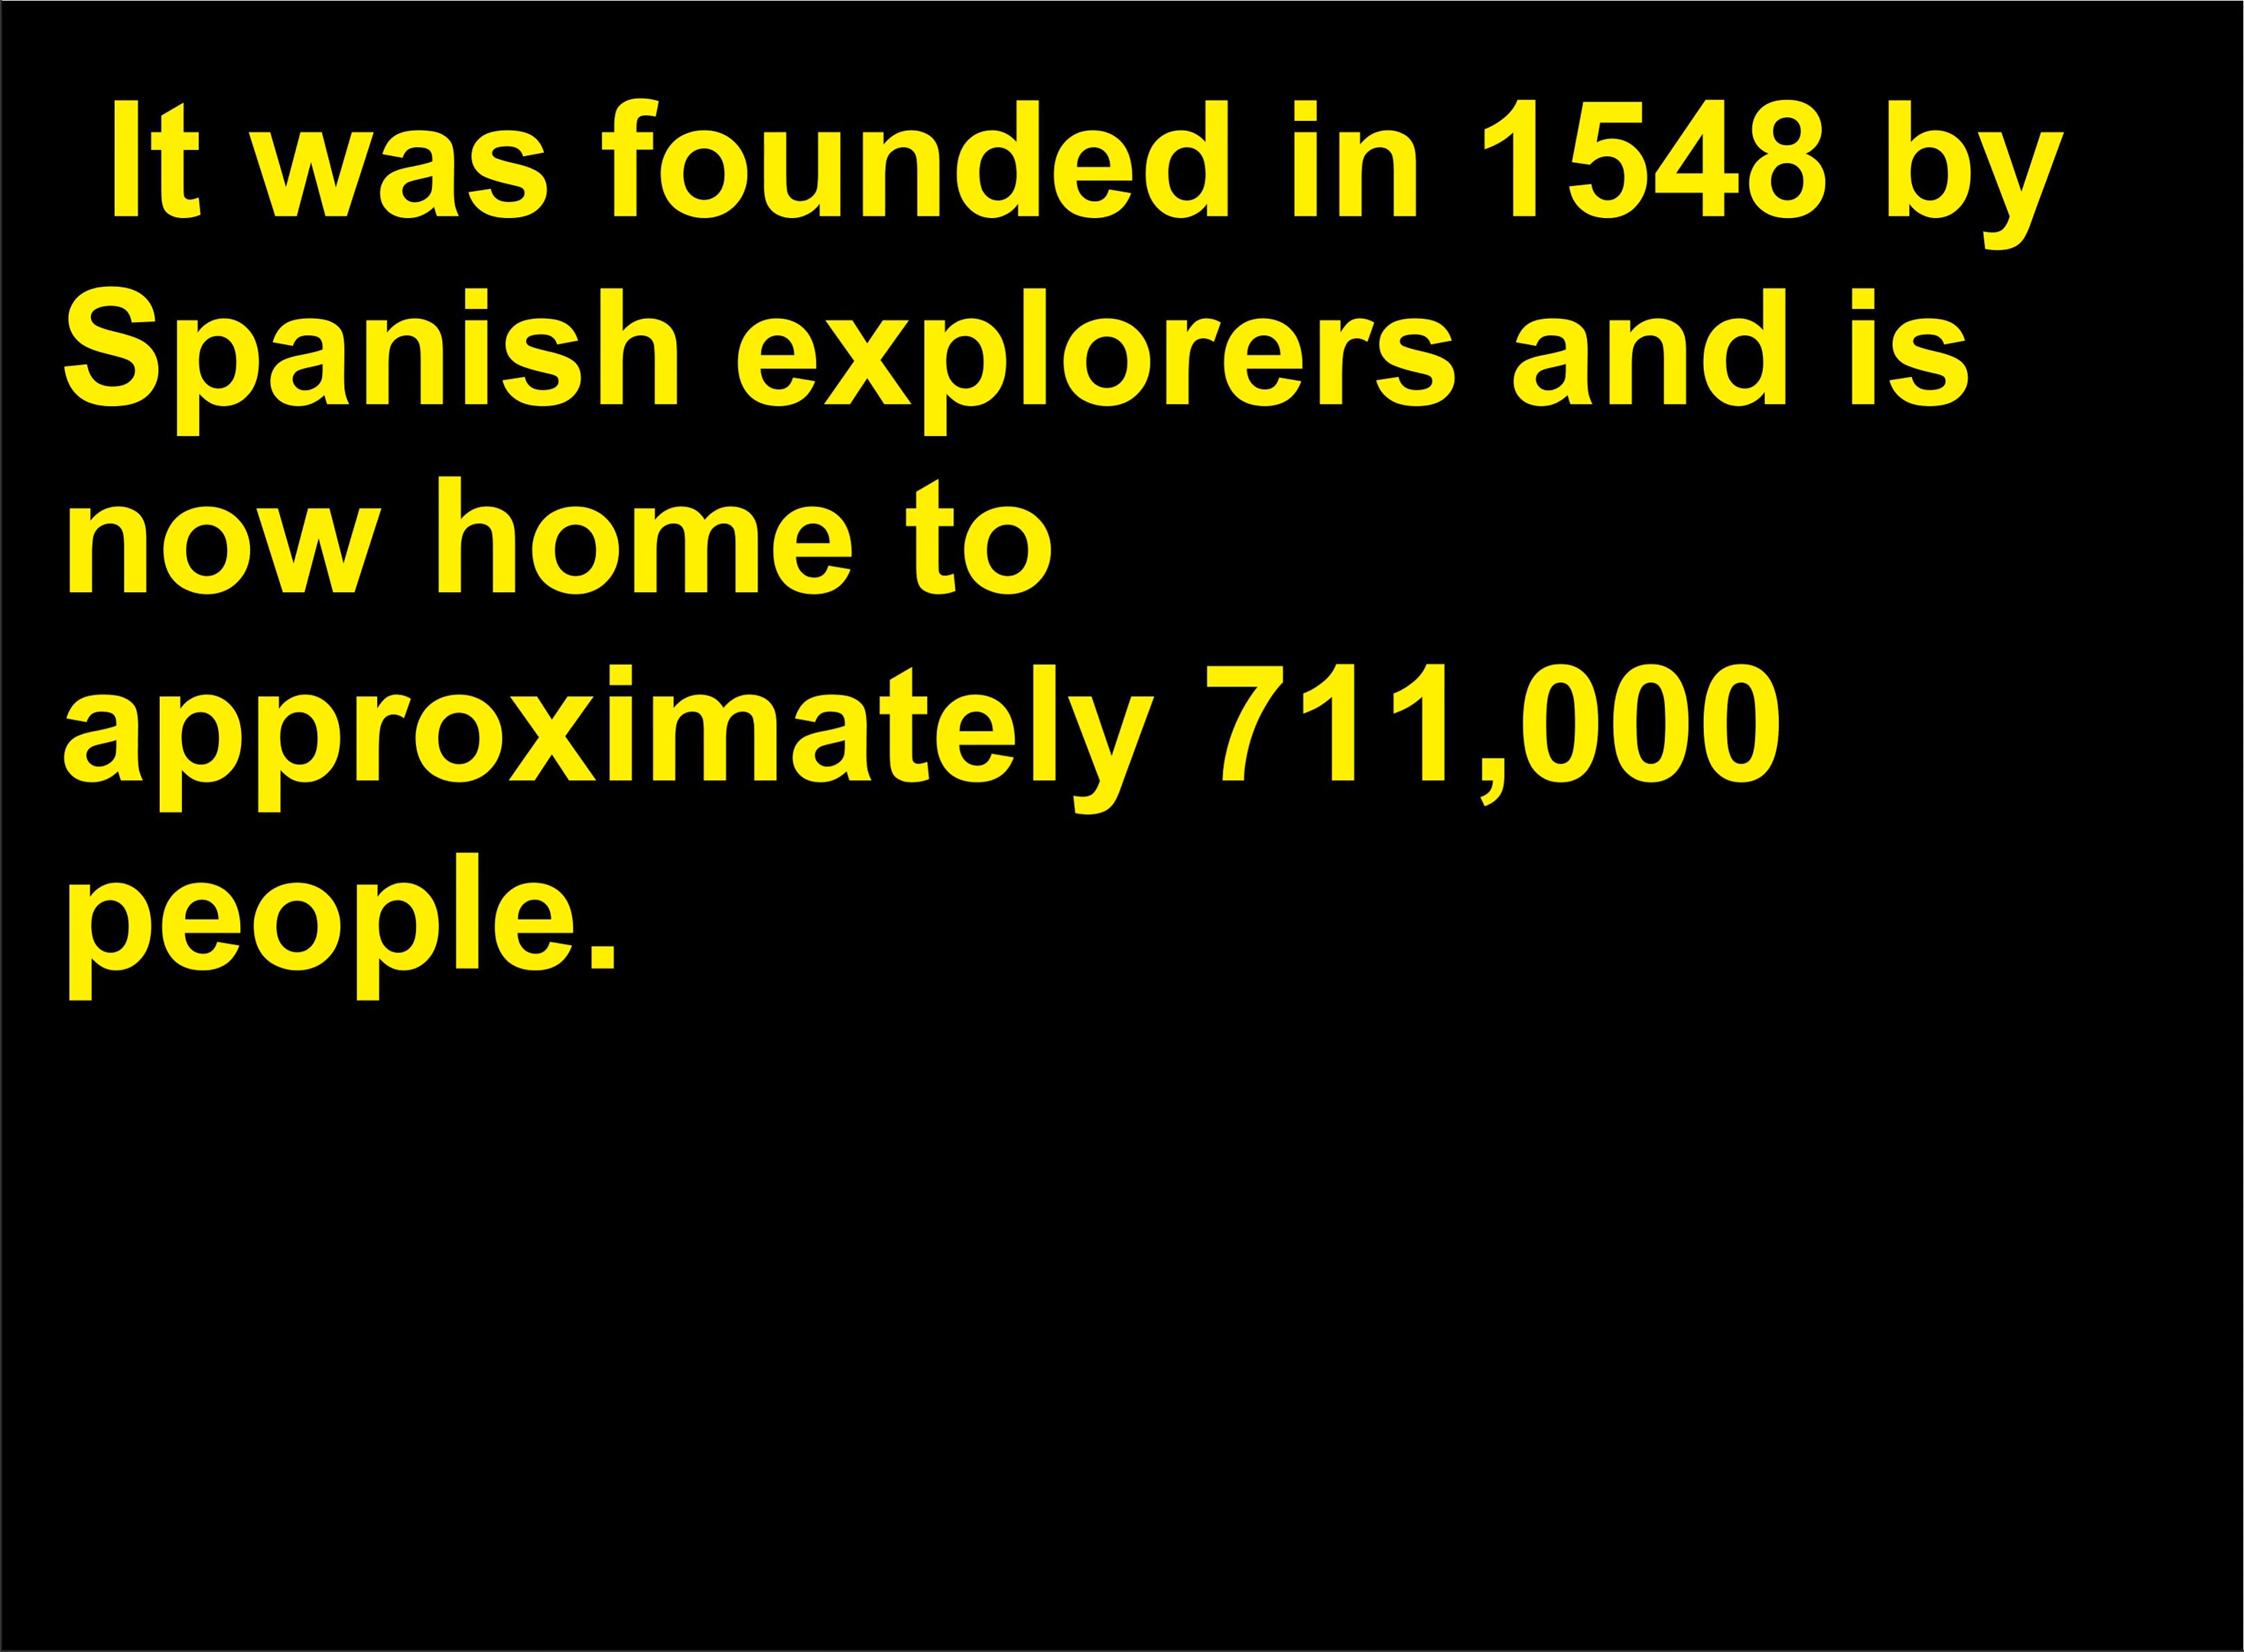 It was founded in 1548 by
Spanish explorers and is
now home to
approximately 711,000
people.